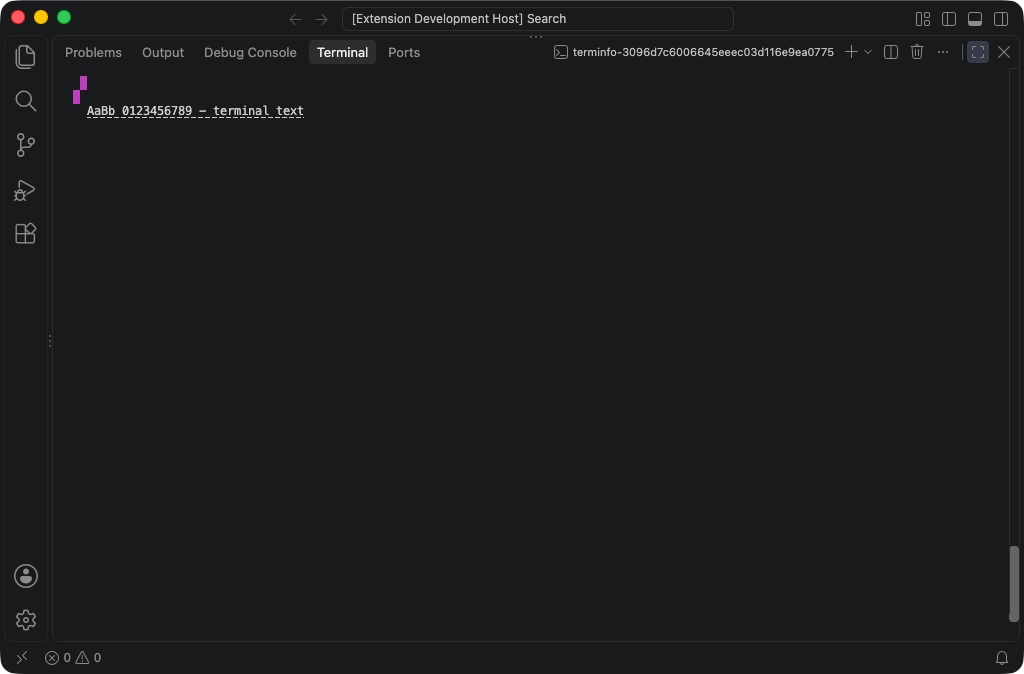 [Extension Development Host] Search
Problems Output Debug Console Terminal Ports terminfo-3096d7c6006645eeec03d116e9ea0775
AaBb 0123456789 — terminal text
0 0